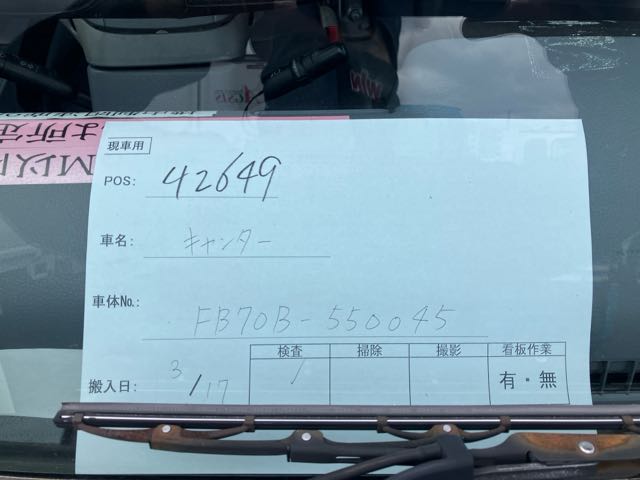 現車用
POS: 42649
車名: キャンター
車体No.: FB70B-550045
検査 掃除 撮影 看板作業
搬入日: 3/17 / 有・無